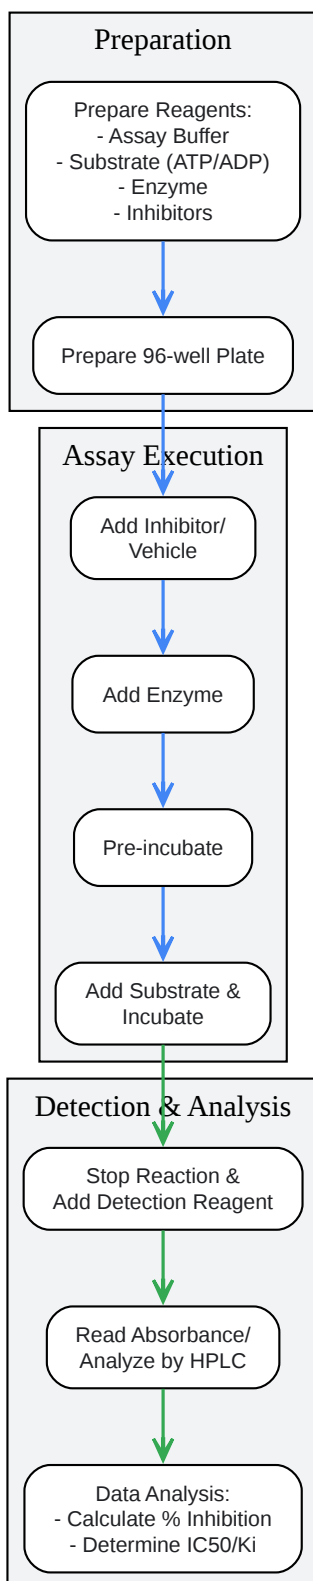 Preparation
Prepare Reagents:
- Assay Buffer
- Substrate (ATP/ADP)
- Enzyme
- Inhibitors
Prepare 96-well Plate
Assay Execution
Add Inhibitor/
Vehicle
Add Enzyme
Pre-incubate
Add Substrate &
Incubate
Detection & Analysis
Stop Reaction &
Add Detection Reagent
Read Absorbance/
Analyze by HPLC
Data Analysis:
- Calculate % Inhibition
- Determine IC50/Ki